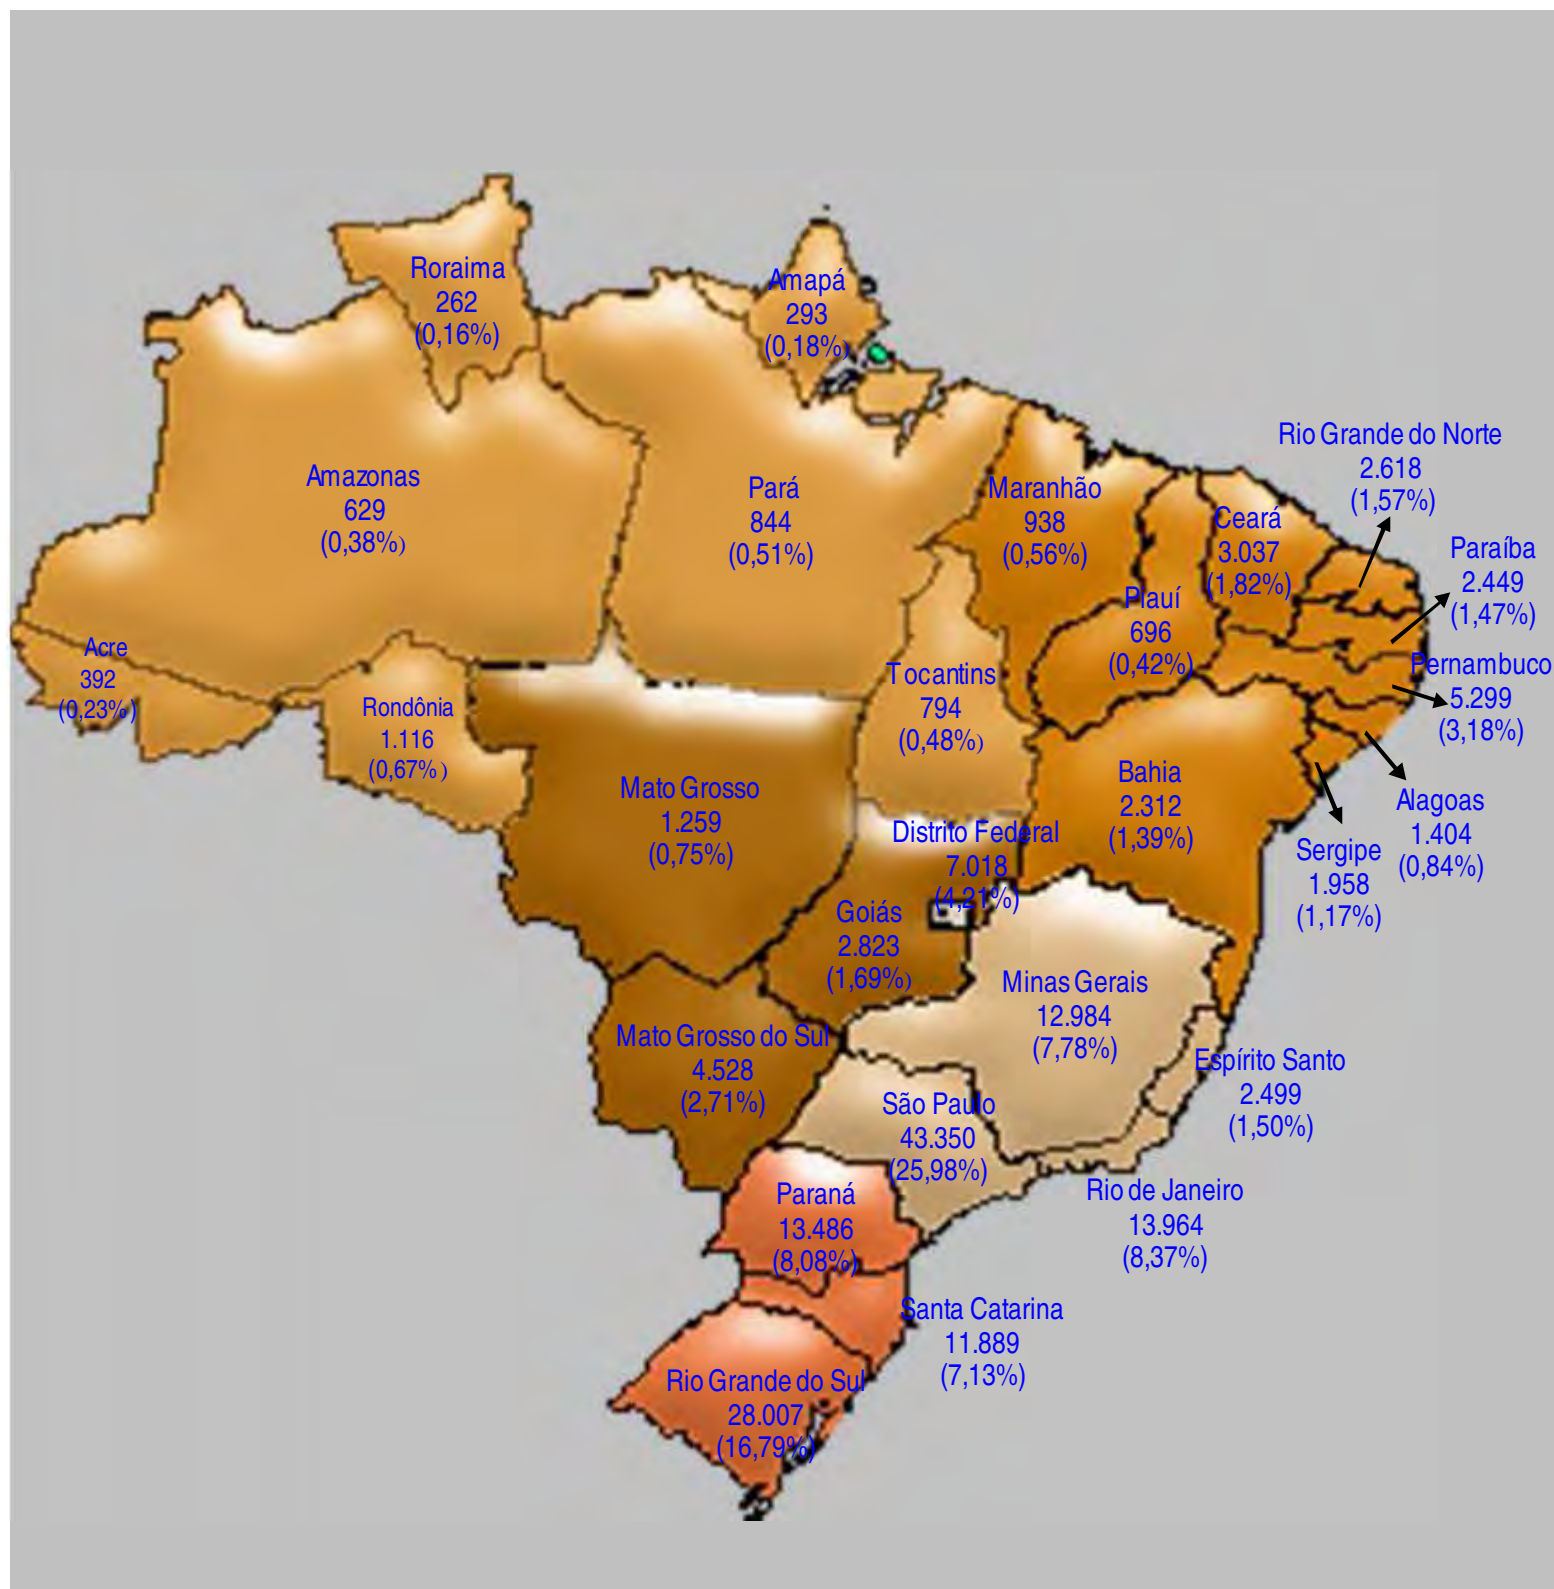 Roraima
262
(0,16%)
Amapá
293
(0,18%)
Rio Grande do Norte
2.618
(1,57%)
Amazonas
629
(0,38%)
Pará
844
(0,51%)
Maranhão
938
(0,56%)
Ceará
3.037
(1,82%)
Paraíba
2.449
(1,47%)
Piauí
696
(0,42%)
Acre
392
(0,23%)
Rondônia
1.116
(0,67%)
Tocantins
794
(0,48%)
Pernambuco
5.299
(3,18%)
Mato Grosso
1.259
(0,75%)
Bahia
2.312
(1,39%)
Alagoas
1.404
(0,84%)
Distrito Federal
7.018
(4,21%)
Sergipe
1.958
(1,17%)
Goiás
2.823
(1,69%)
Minas Gerais
12.984
(7,78%)
Mato Grosso do Sul
4.528
(2,71%)
Espírito Santo
2.499
(1,50%)
São Paulo
43.350
(25,98%)
Paraná
13.486
(8,08%)
Rio de Janeiro
13.964
(8,37%)
Santa Catarina
11.889
(7,13%)
Rio Grande do Sul
28.007
(16,79%)